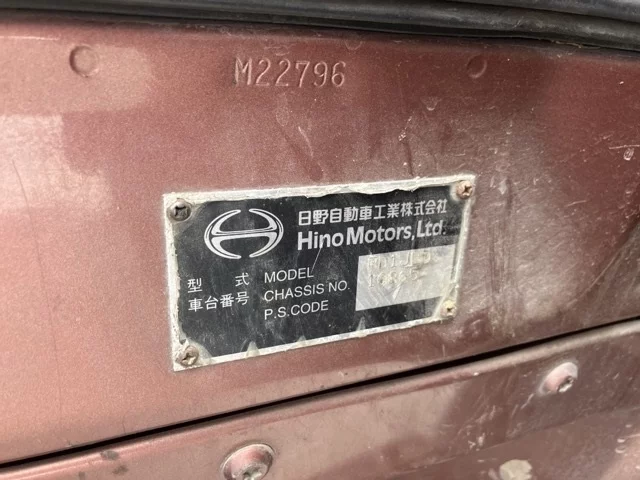 M22796
日野自動車工業株式会社
Hino Motors, Ltd.
型 式 MODEL
車台番号 CHASSIS NO.
P.S.CODE